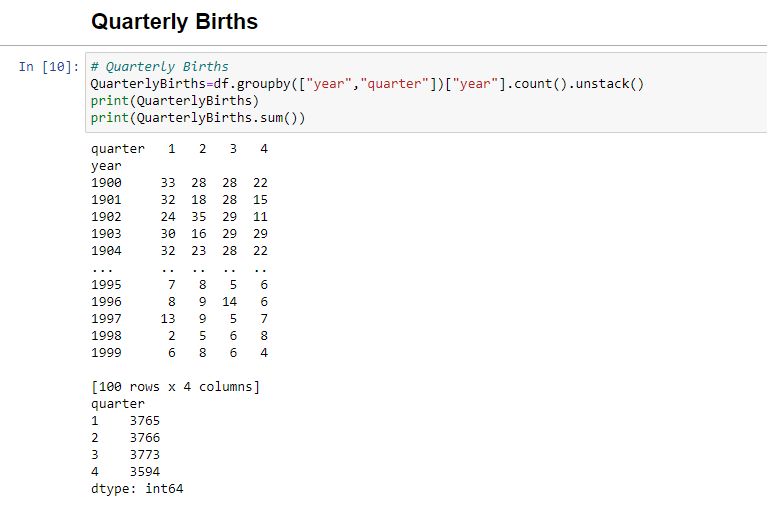 Quarterly Births
In [10]: # Quarterly Births
QuarterlyBirths=df.groupby(["year","quarter"])["year"].count().unstack()
print(QuarterlyBirths)
print(QuarterlyBirths.sum())
quarter 1 2 3 4
year
1900 33 28 28 22
1901 32 18 28 15
1902 24 35 29 11
1903 30 16 29 29
1904 32 23 28 22
... .. .. .. ..
1995 7 8 5 6
1996 8 9 14 6
1997 13 9 5 7
1998 2 5 6 8
1999 6 8 6 4
[100 rows x 4 columns]
quarter
1 3765
2 3766
3 3773
4 3594
dtype: int64